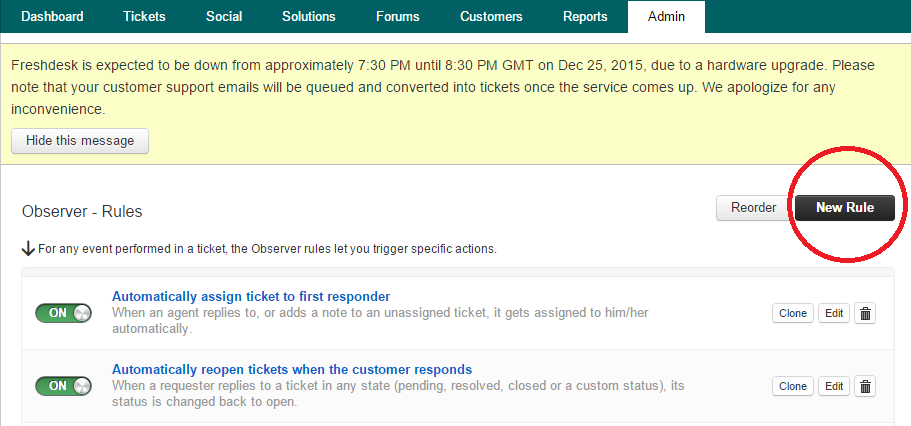 Dashboard Tickets Social Solutions Forums Customers Reports Admin
Freshdesk is expected to be down from approximately 7:30 PM until 8:30 PM GMT on Dec 25, 2015, due to a hardware upgrade. Please
note that your customer support emails will be queued and converted into tickets once the service comes up. We apologize for any
inconvenience.
Hide this message
Observer - Rules
Reorder New Rule
For any event performed in a ticket, the Observer rules let you trigger specific actions.
Automatically assign ticket to first responder
ON When an agent replies to, or adds a note to an unassigned ticket, it gets assigned to him/her Clone Edit
automatically.
Automatically reopen tickets when the customer responds
ON When a requester replies to a ticket in any state (pending, resolved, closed or a custom status), its Clone Edit
status is changed back to open.